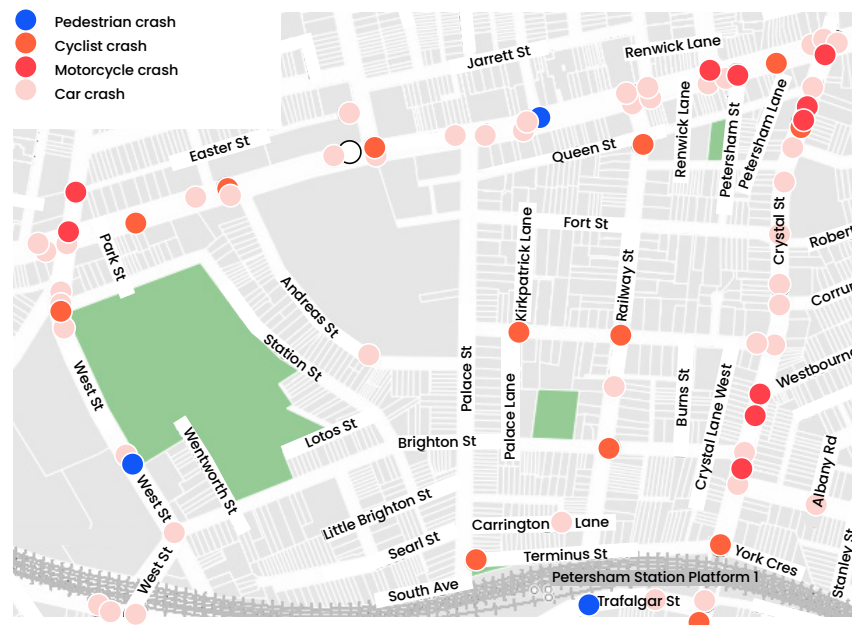 Pedestrian crash
Cyclist crash
Motorcycle crash
Car crash
Jarrett St
Renwick Lane
Easter St
Queen St
Renwick Lane
Petersham St
Petersham Lane
Park St
Fort St
Kirkpatrick Lane
Railway St
Crystal St
Rober
Corru
Andreas St
Station St
West St
Palace St
Palace Lane
Burns St
Crystal Lane West
Westbourne
Lotos St
Brighton St
Wentworth St
Albany Rd
West St
Little Brighton St
Carrington Lane
Searl St
Terminus St
York Cres
Stanley St
West St
South Ave
Petersham Station Platform 1
Trafalgar St